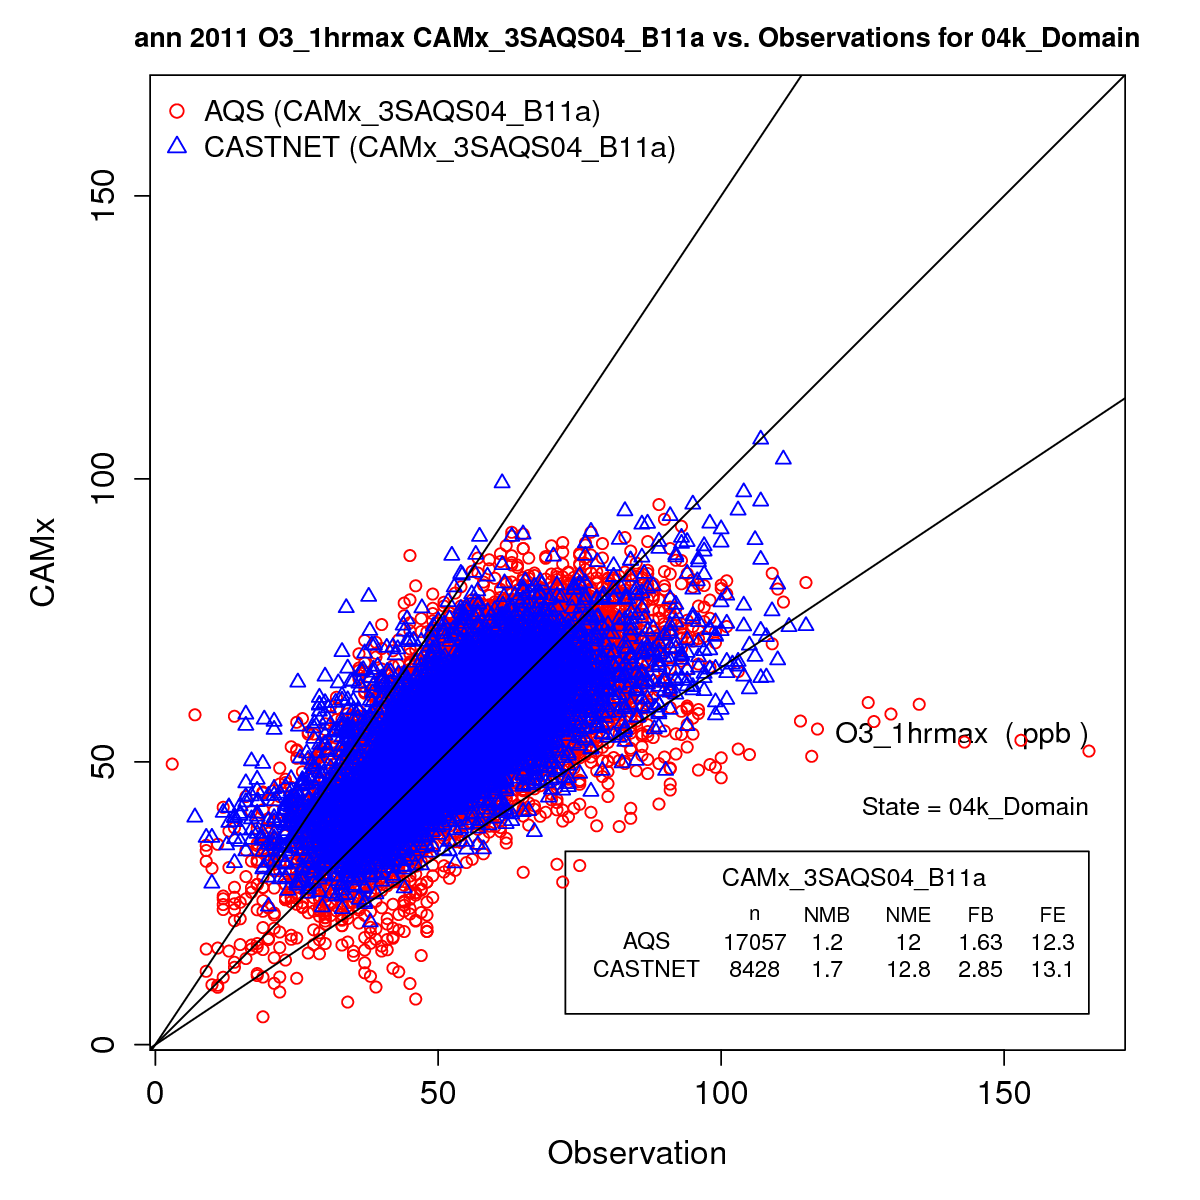 ann 2011 O3_1hrmax CAMx_3SAQS04_B11a vs. Observations for 04k_Domain
AQS (CAMx_3SAQS04_B11a)
CASTNET (CAMx_3SAQS04_B11a)
150
100
50
0
CAMx
O3_1hrmax ( ppb )
State = 04k_Domain
CAMx_3SAQS04_B11a
n NMB NME FB FE
AQS 17057 1.2 12 1.63 12.3
CASTNET 8428 1.7 12.8 2.85 13.1
0 50 100 150
Observation